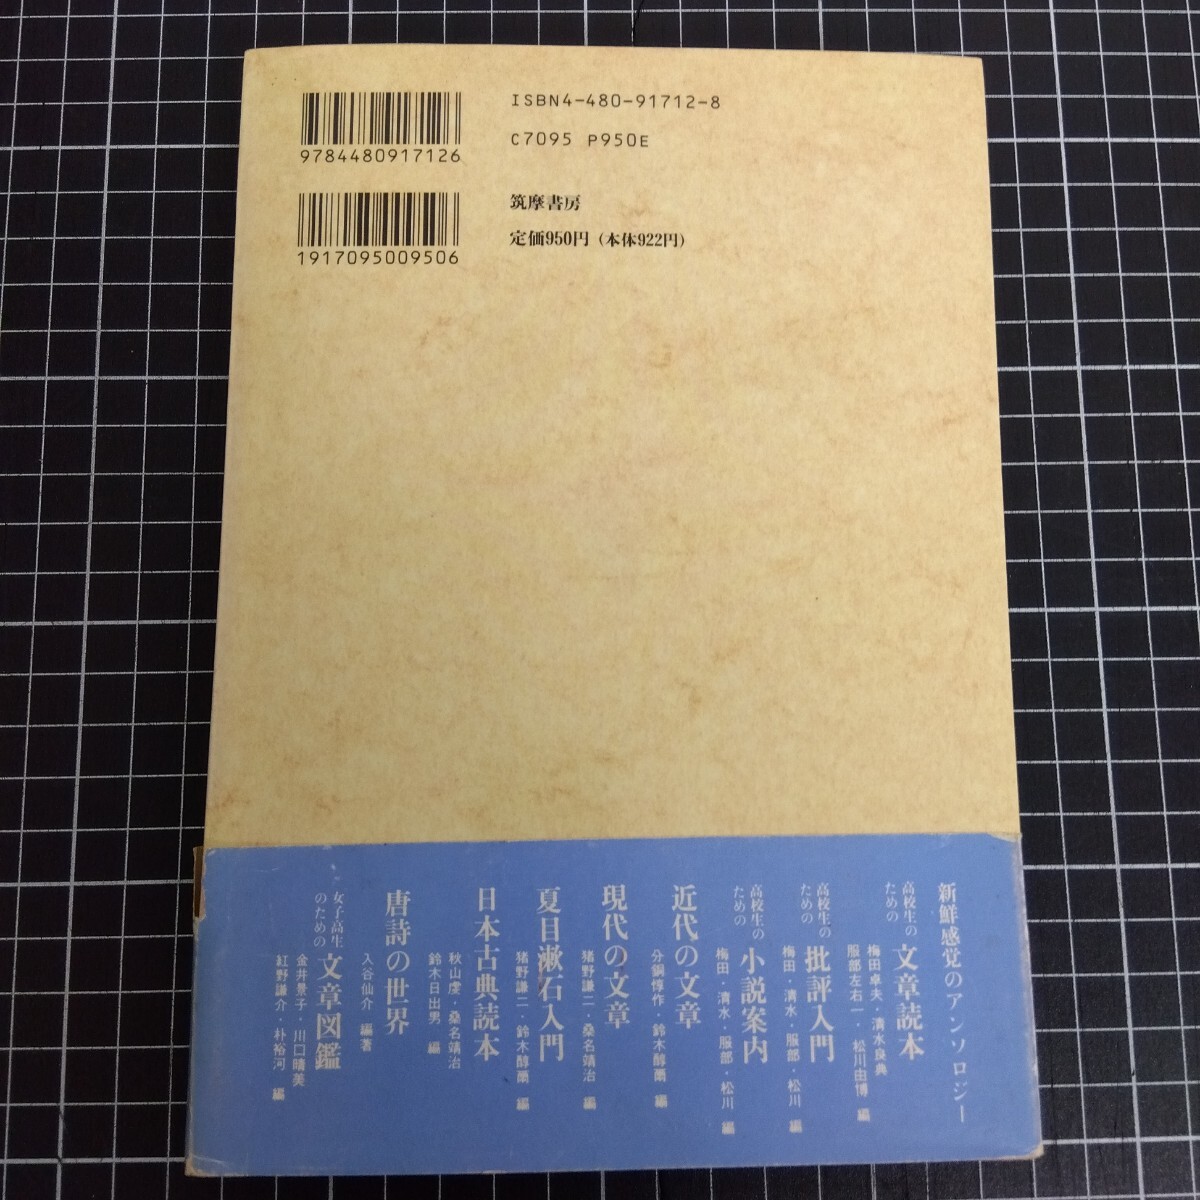 9784480917126
1917095009506
ISBN4-480-91712-8
C7095 P950E
筑摩書房
定価950円（本体922円）
新鮮感覚のアンソロジー
高校生のための
文章読本
梅田卓夫・清水良典
服部左右一・松川由博 編
高校生のための
批評入門
梅田・清水・服部・松川 編
高校生のための
小説案内
梅田・清水・服部・松川 編
近代の文章
分銅惇作・鈴木醇爾 編
現代の文章
猪野謙二・桑名靖治 編
夏目漱石入門
猪野謙二・鈴木醇爾 編
日本古典読本
秋山虔・桑名靖治
鈴木日出男 編
唐詩の世界
入谷仙介 編著
女子高生のための
文章図鑑
金井景子・川口晴美
紅野謙介・朴裕河 編